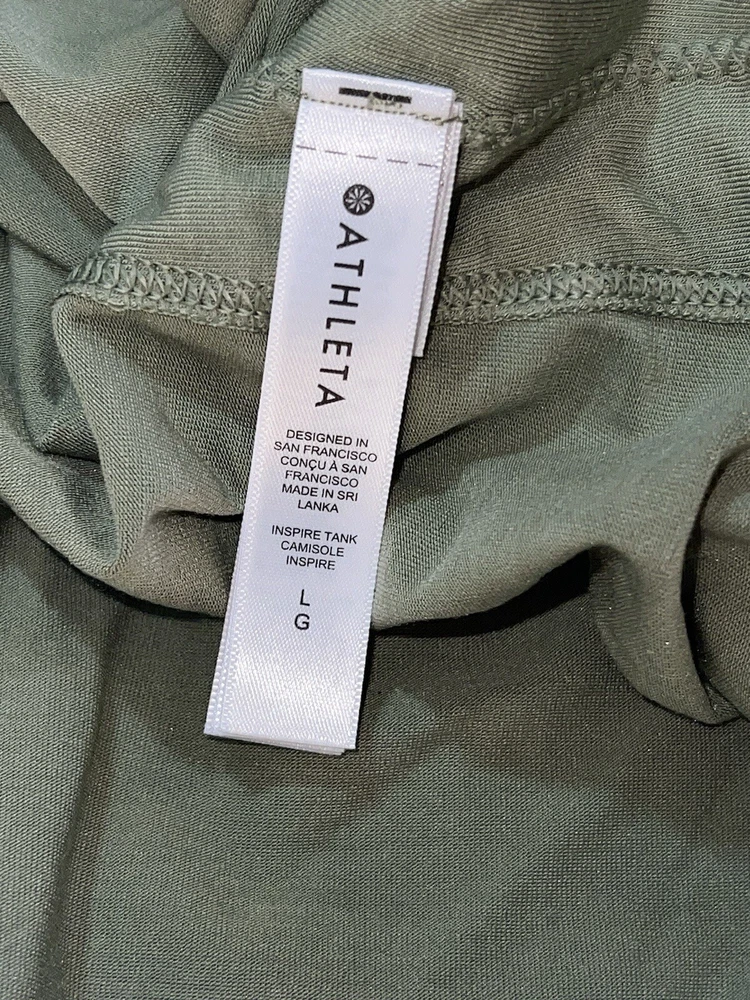 ATHLETA
DESIGNED IN
SAN FRANCISCO
CONÇU À SAN
FRANCISCO
MADE IN SRI
LANKA
INSPIRE TANK
CAMISOLE
INSPIRE
L
G